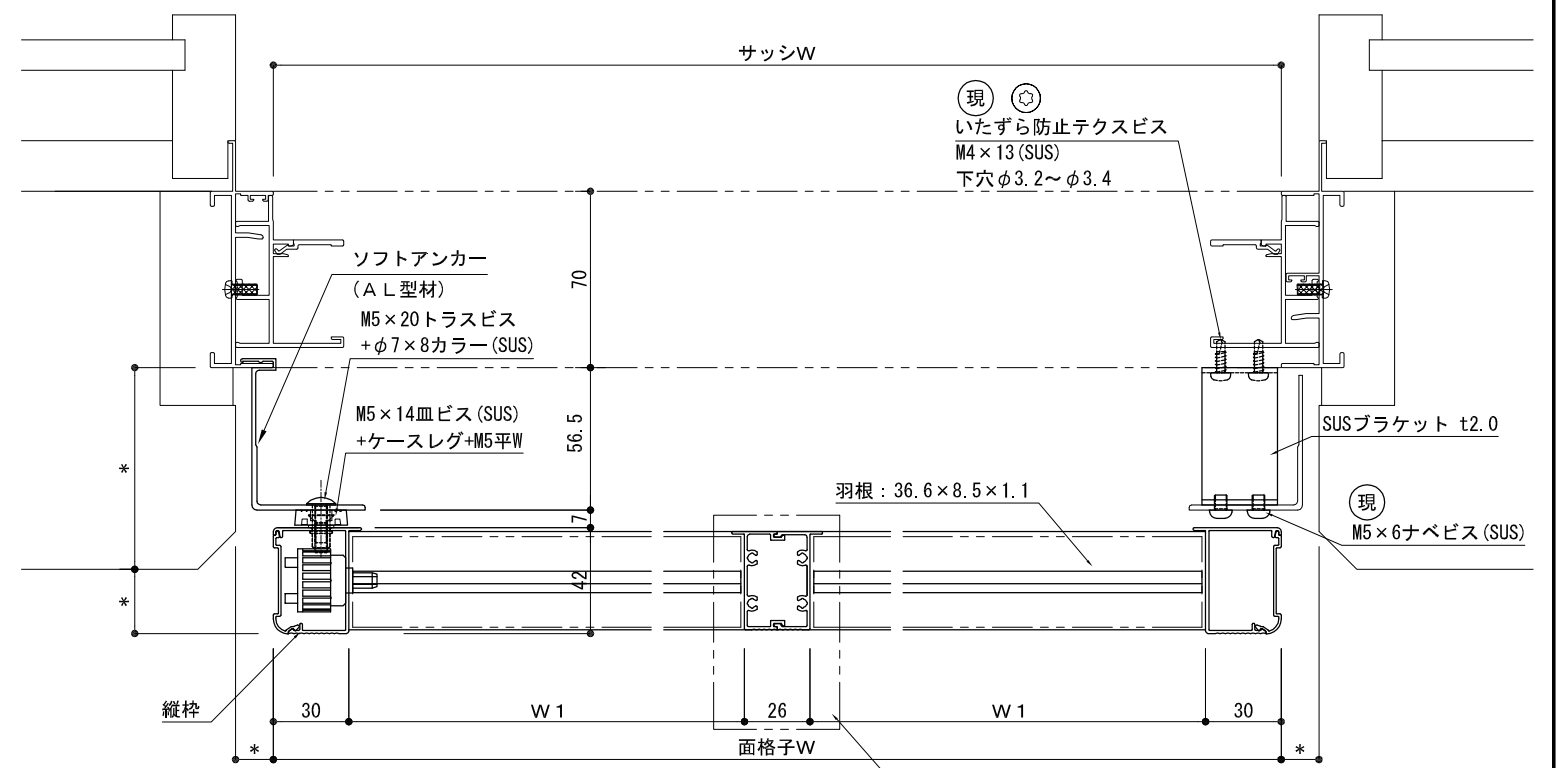 サッシW
現
いたずら防止テクスビス
M4×13(SUS)
下穴φ3.2～φ3.4
ソフトアンカー
(AL型材)
M5×20トラスビス
+φ7×8カラー(SUS)
M5×14皿ビス(SUS)
+ケースレグ+M5平W
70
56.5
7
42
羽根：36.6×8.5×1.1
SUSブラケット t2.0
現
M5×6ナベビス(SUS)
*
*
縦枠
30
W1
26
W1
30
*
面格子W
*